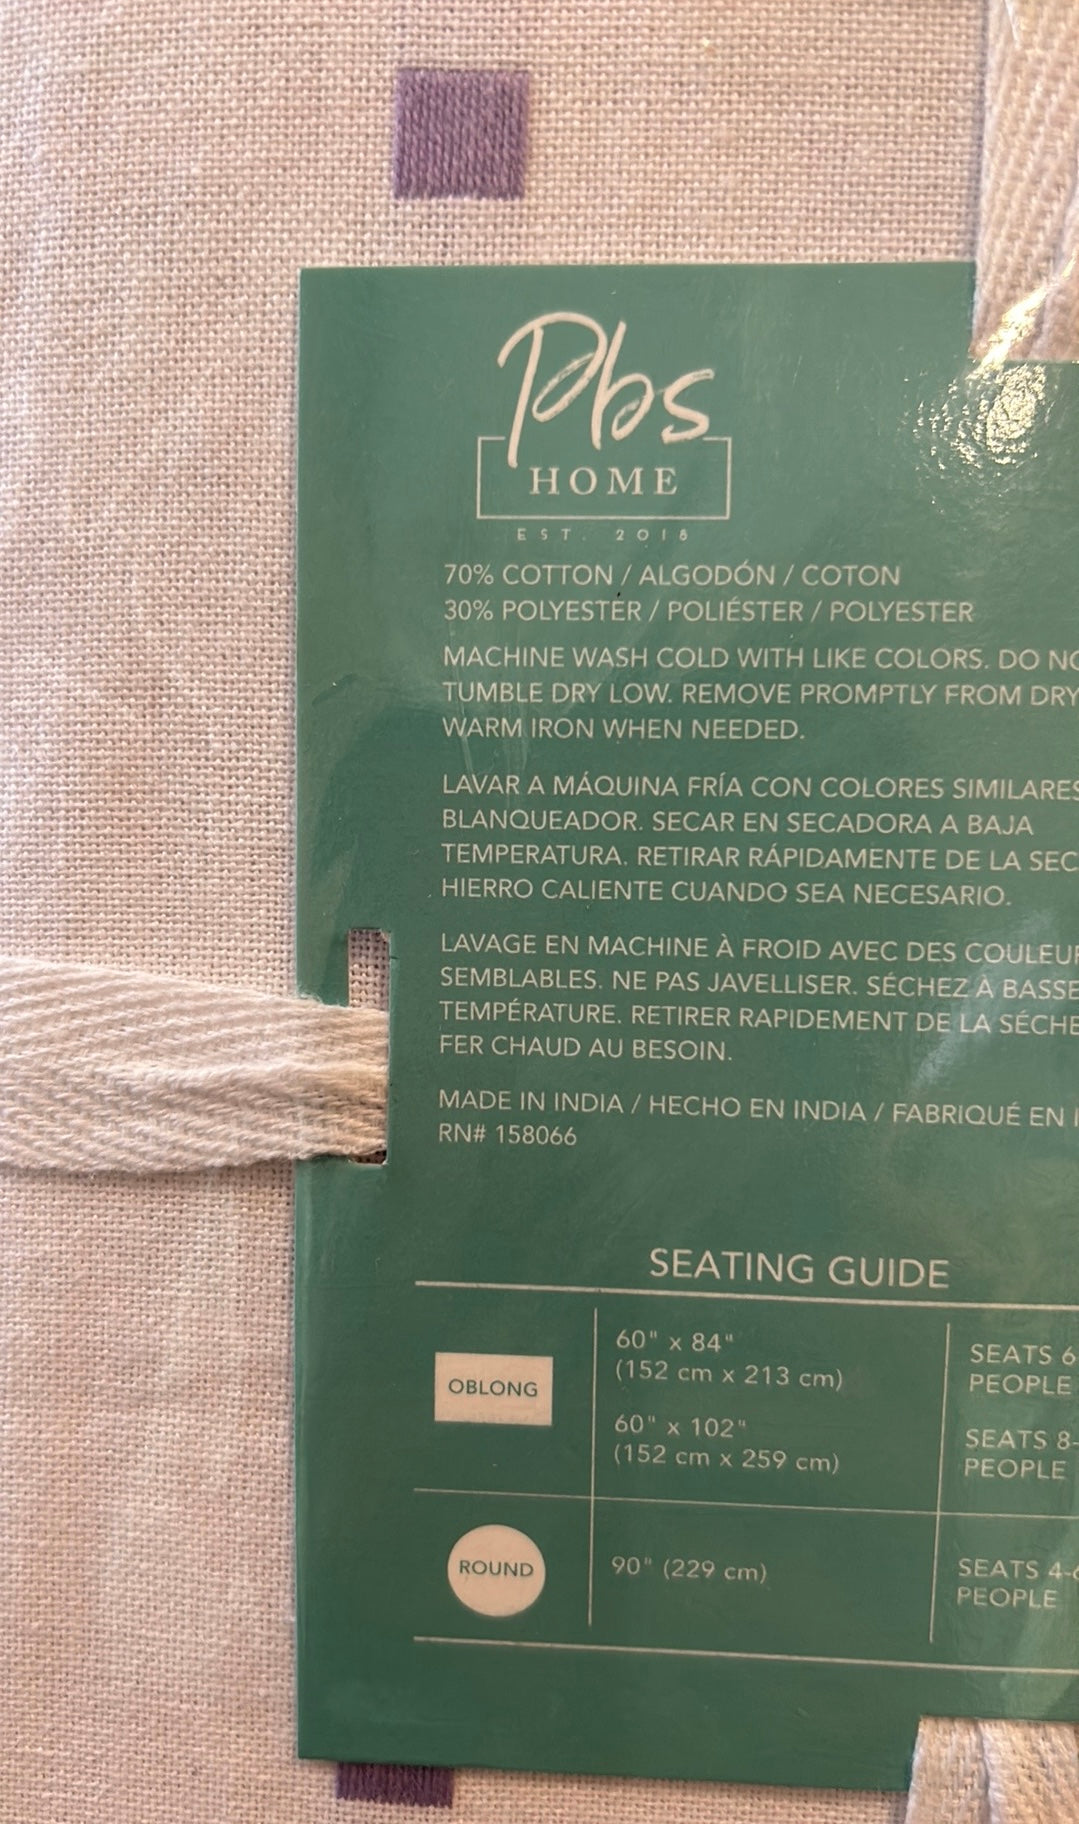 Pbs
HOME
EST. 2018
70% COTTON / ALGODÓN / COTON
30% POLYESTER / POLIÉSTER / POLYESTER
MACHINE WASH COLD WITH LIKE COLORS. DO
TUMBLE DRY LOW. REMOVE PROMPTLY FROM
WARM IRON WHEN NEEDED.
LAVAR A MÁQUINA FRÍA CON COLORES SIMILARES
BLANQUEADOR. SECAR EN SECADORA A BAJA
TEMPERATURA. RETIRAR RÁPIDAMENTE DE LA
HIERRO CALIENTE CUANDO SEA NECESARIO.
LAVAGE EN MACHINE À FROID AVEC DES
SEMBLABLES. NE PAS JAVELLISER. SÉCHEZ À BASSE
TEMPÉRATURE. RETIRER RAPIDEMENT DE LA
FER CHAUD AU BESOIN.
MADE IN INDIA / HECHO EN INDIA / FABRIQUÉ EN
RN# 158066
SEATING GUIDE
OBLONG
60" x 84"
(152 cm x 213 cm)
SEATS 6
PEOPLE
60" x 102"
(152 cm x 259 cm)
SEATS 8-
PEOPLE
ROUND
90" (229 cm)
SEATS 4-6
PEOPLE